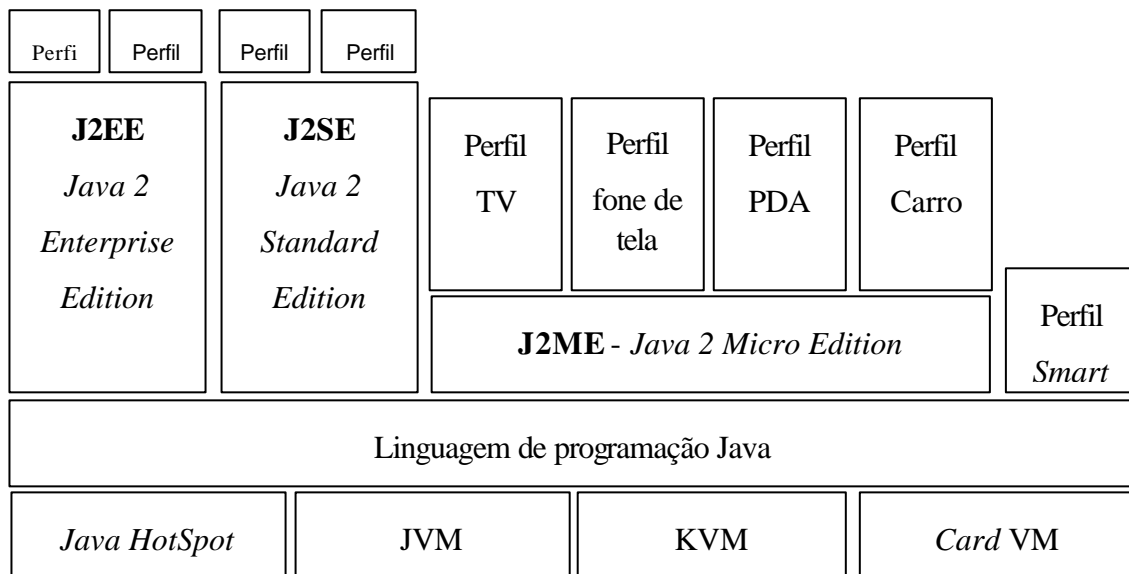 Perfi
Perfil
Perfil
Perfil
J2EE
Java 2
Enterprise
Edition
J2SE
Java 2
Standard
Edition
Perfil
TV
Perfil
fone de
tela
Perfil
PDA
Perfil
Carro
J2ME - Java 2 Micro Edition
Perfil
Smart
Linguagem de programação Java
Java HotSpot
JVM
KVM
Card VM